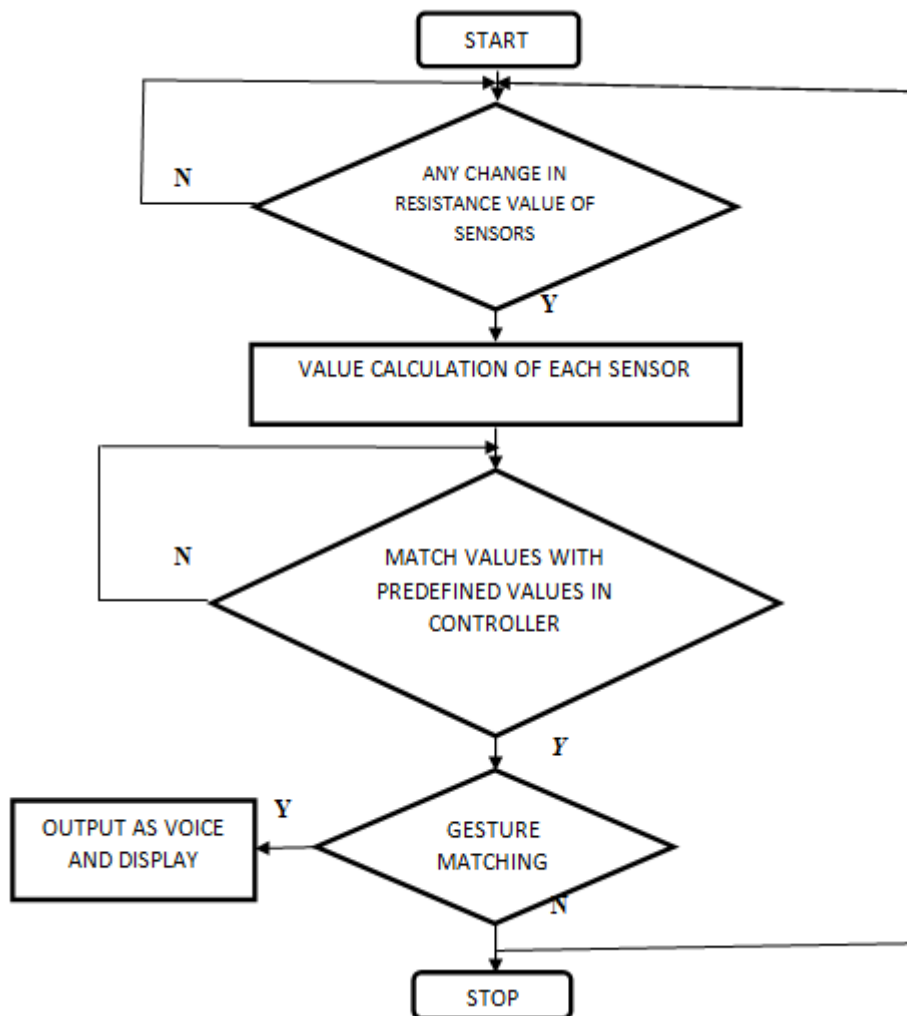 START
N
ANY CHANGE IN
RESISTANCE VALUE OF
SENSORS
Y
VALUE CALCULATION OF EACH SENSOR
N
MATCH VALUES WITH
PREDEFINED VALUES IN
CONTROLLER
Y
Y
OUTPUT AS VOICE
AND DISPLAY
GESTURE
MATCHING
N
STOP